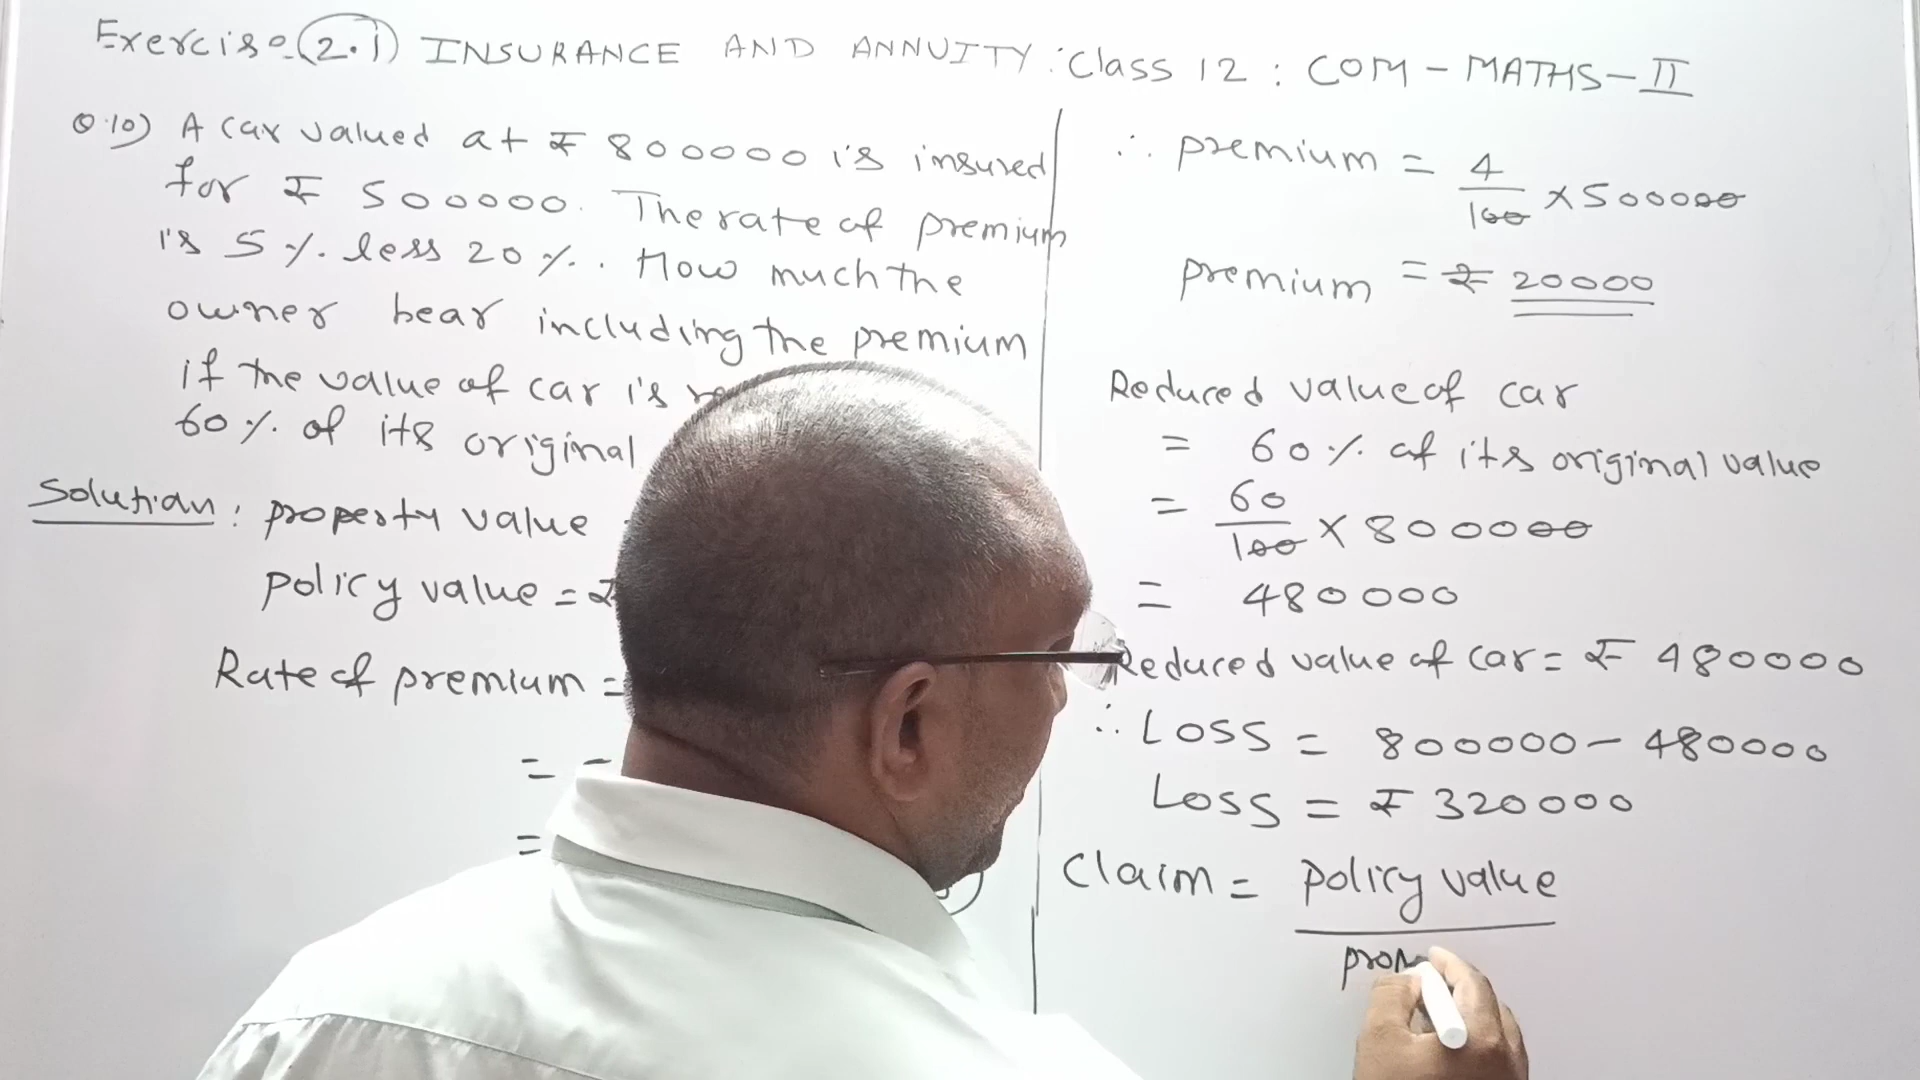 Exercise-2.1 INSURANCE AND ANNUITY: Class 12 : COM - MATHS - II
Q.10) A car valued at ₹ 800000 is insured
for ₹ 500000. The rate of premium
is 5 %. less 20 %.. How much the
owner bear including the premium
if the value of car is
60 %. of its original
Solution : property value
policy value = ₹
Rate of premium =
=
=
∴ premium = 4/100 × 500000
premium = ₹ 20000
Reduced value of car
= 60 %. of its original value
= 60/100 × 800000
= 480000
Reduced value of car = ₹ 480000
∴ Loss = 800000 - 480000
Loss = ₹ 320000
Claim = policy value
prop